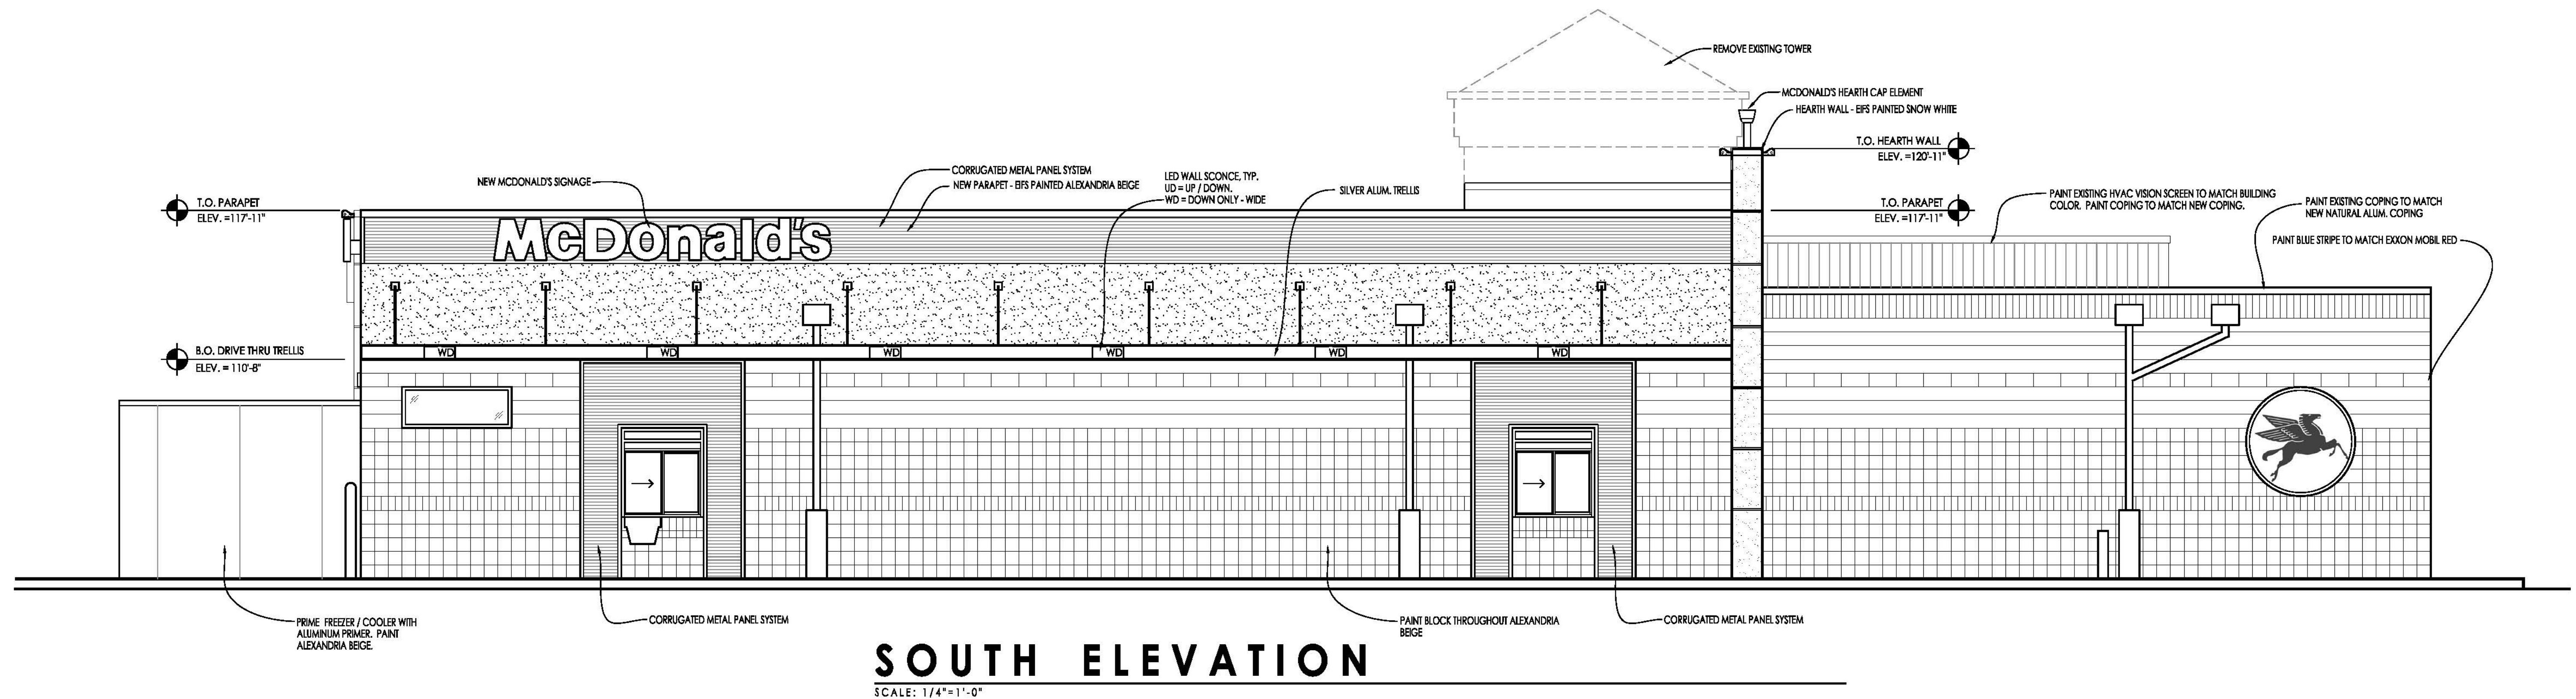 REMOVE EXISTING TOWER
MCDONALD'S HEARTH CAP ELEMENT
HEARTH WALL - EIFS PAINTED SNOW WHITE
T.O. HEARTH WALL
ELEV. =120'-11"
CORRUGATED METAL PANEL SYSTEM
NEW PARAPET - EIFS PAINTED ALEXANDRIA BEIGE
NEW MCDONALD'S SIGNAGE
LED WALL SCONCE, TYP.
UD = UP / DOWN.
WD = DOWN ONLY - WIDE
SILVER ALUM. TRELLIS
PAINT EXISTING HVAC VISION SCREEN TO MATCH BUILDING
COLOR. PAINT COPING TO MATCH NEW COPING.
PAINT EXISTING COPING TO MATCH
NEW NATURAL ALUM. COPING
PAINT BLUE STRIPE TO MATCH EXXON MOBIL RED
T.O. PARAPET
ELEV. =117'-11"
T.O. PARAPET
ELEV. =117'-11"
McDonald's
B.O. DRIVE THRU TRELLIS
ELEV. = 110'-8"
WD
WD
WD
WD
WD
WD
PRIME FREEZER / COOLER WITH
ALUMINUM PRIMER. PAINT
ALEXANDRIA BEIGE.
CORRUGATED METAL PANEL SYSTEM
PAINT BLOCK THROUGHOUT ALEXANDRIA
BEIGE
CORRUGATED METAL PANEL SYSTEM
SOUTH ELEVATION
SCALE: 1/4"=1'-0"